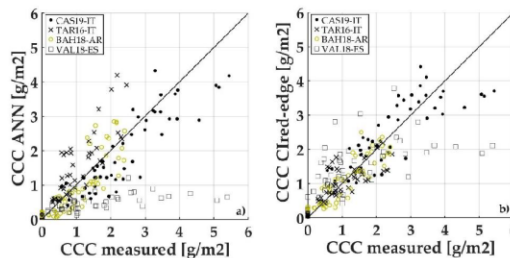 CAS19-IT
TAR16-IT
BAH18-AR
VAL18-ES
CCC ANN [g/m2]
6
5
4
3
2
1
0
0 1 2 3 4 5 6
a)
CCC measured [g/m2]
CAS19-IT
TAR16-IT
BAH18-AR
VAL18-ES
CCC CIred-edge [g/m2]
6
5
4
3
2
1
0
0 1 2 3 4 5 6
b)
CCC measured [g/m2]